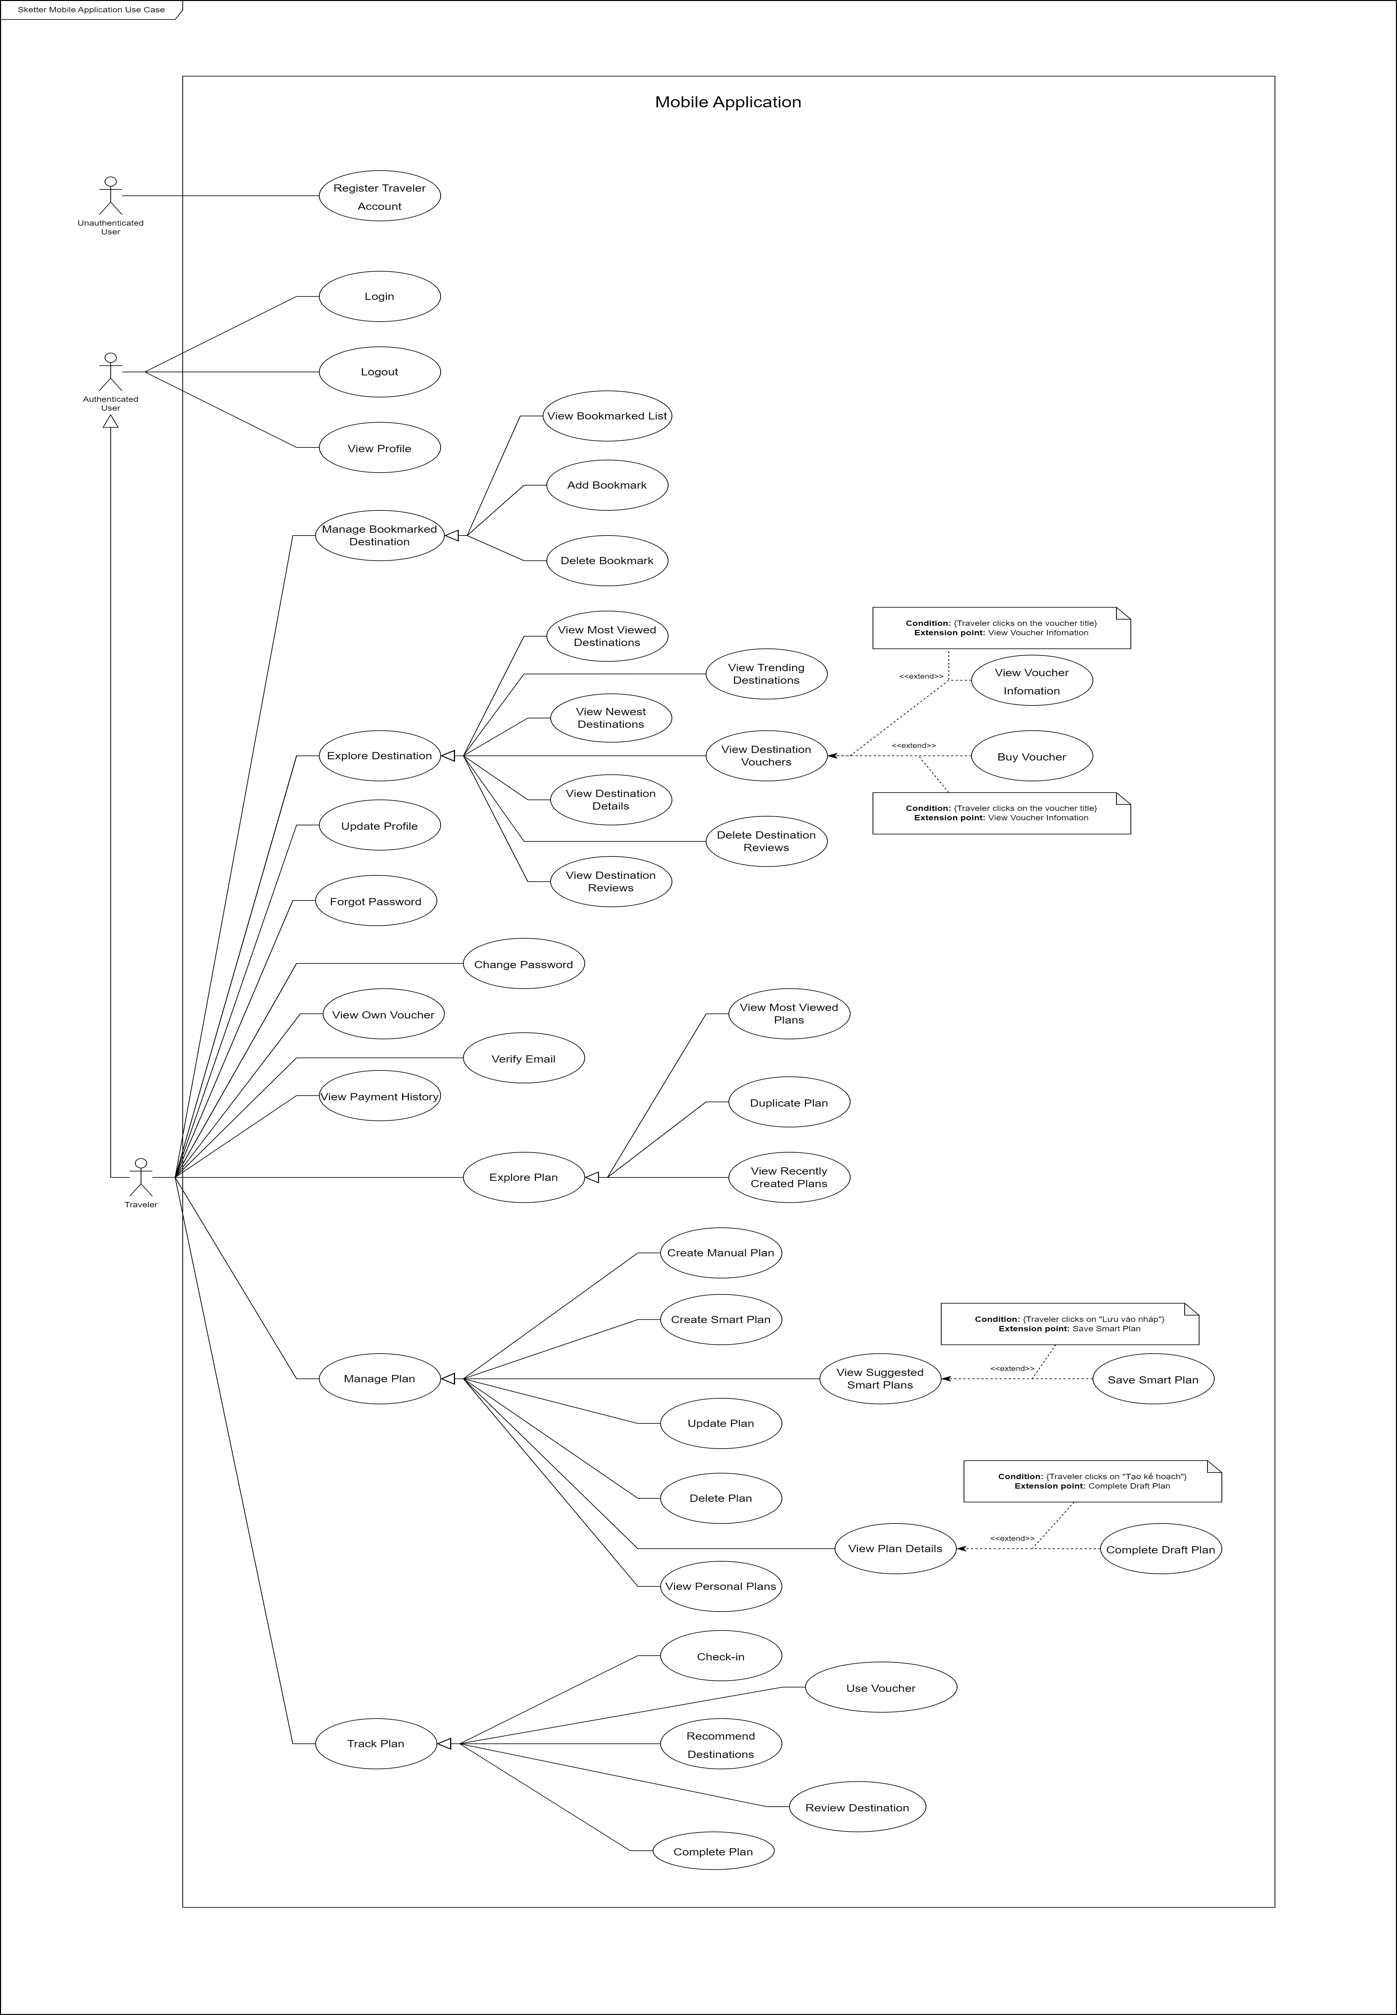 Sketter Mobile Application Use Case
Mobile Application
Register Traveler
Account
Unauthenticated
User
Login
Logout
Authenticated
User
View Profile
View Bookmarked List
Add Bookmark
Manage Bookmarked
Destination
Delete Bookmark
Condition: {Traveler clicks on the voucher title}
Extension point: View Voucher Infomation
View Most Viewed
Destinations
View Trending
Destinations
<<extend>>
View Voucher
Infomation
View Newest
Destinations
Explore Destination
View Destination
Vouchers
<<extend>>
Buy Voucher
View Destination
Details
Condition: {Traveler clicks on the voucher title}
Extension point: View Voucher Infomation
Update Profile
Delete Destination
Reviews
View Destination
Reviews
Forgot Password
Change Password
View Own Voucher
View Most Viewed
Plans
Verify Email
View Payment History
Duplicate Plan
Explore Plan
View Recently
Created Plans
Traveler
Create Manual Plan
Create Smart Plan
Condition: {Traveler clicks on "Lưu vào nháp"}
Extension point: Save Smart Plan
Manage Plan
View Suggested
Smart Plans
<<extend>>
Save Smart Plan
Update Plan
Delete Plan
Condition: {Traveler clicks on "Tạo kế hoạch"}
Extension point: Complete Draft Plan
View Plan Details
<<extend>>
Complete Draft Plan
View Personal Plans
Check-in
Use Voucher
Track Plan
Recommend
Destinations
Review Destination
Complete Plan